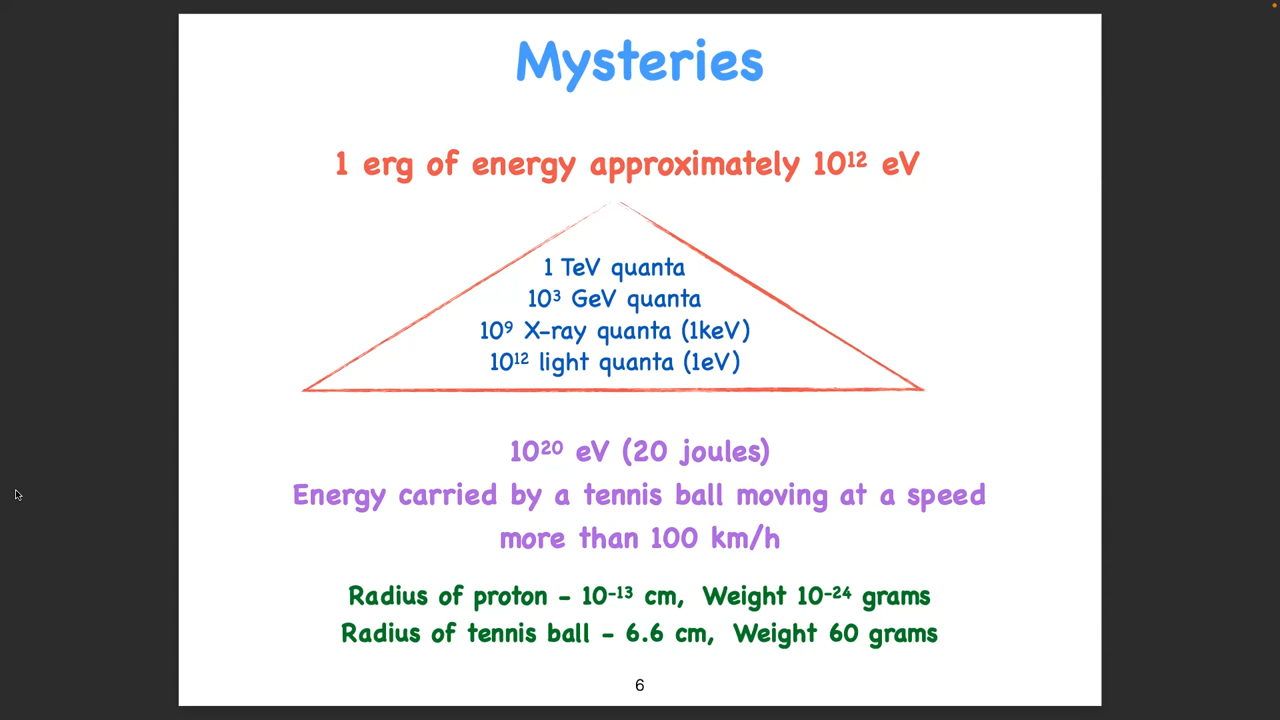 Mysteries
1 erg of energy approximately 10¹² eV
1 TeV quanta
10³ GeV quanta
10⁹ X-ray quanta (1keV)
10¹² light quanta (1eV)
10²⁰ eV (20 joules)
Energy carried by a tennis ball moving at a speed
more than 100 km/h
Radius of proton - 10⁻¹³ cm, Weight 10⁻²⁴ grams
Radius of tennis ball - 6.6 cm, Weight 60 grams
6